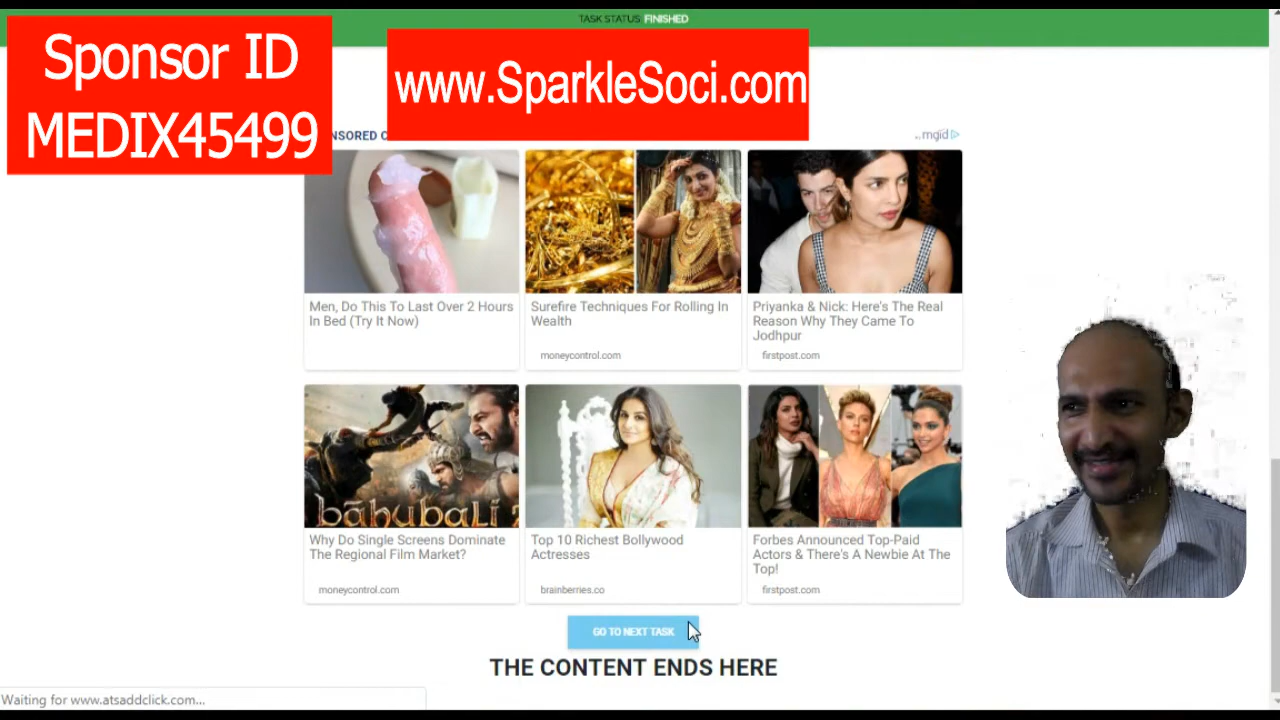 TASK STATUS: FINISHED
Sponsor ID
MEDIX45499
www.SparkleSoci.com
NSORED C
mgid
Men, Do This To Last Over 2 Hours
In Bed (Try It Now)
Surefire Techniques For Rolling In
Wealth
moneycontrol.com
Priyanka & Nick: Here's The Real
Reason Why They Came To
Jodhpur
firstpost.com
bāhubali
Why Do Single Screens Dominate
The Regional Film Market?
moneycontrol.com
Top 10 Richest Bollywood
Actresses
brainberries.co
Forbes Announced Top-Paid
Actors & There's A Newbie At The
Top!
firstpost.com
GO TO NEXT TASK
THE CONTENT ENDS HERE
Waiting for www.atsaddclick.com...